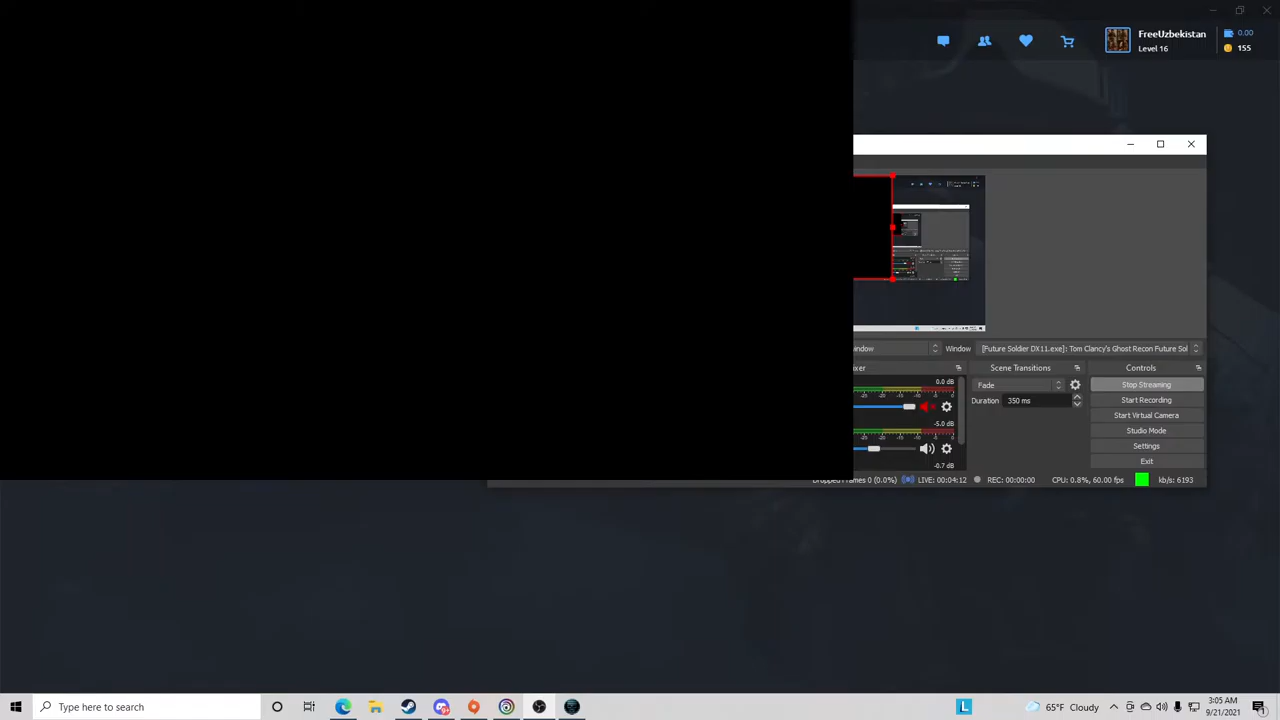 FreeUzbekistan
0.00
Level 16
155
Window
[Future Soldier DX11.exe]: Tom Clancy's Ghost Recon Future Sol
Scene Transitions
Controls
0.0 dB
Fade
Stop Streaming
Duration
350 ms
Start Recording
Start Virtual Camera
-5.0 dB
Studio Mode
Settings
-0.7 dB
Exit
Dropped Frames 0 (0.0%)
LIVE: 00:04:12
REC: 00:00:00
CPU: 0.8%, 60.00 fps
kb/s: 6193
Type here to search
L
65°F Cloudy
3:05 AM
9/21/2021